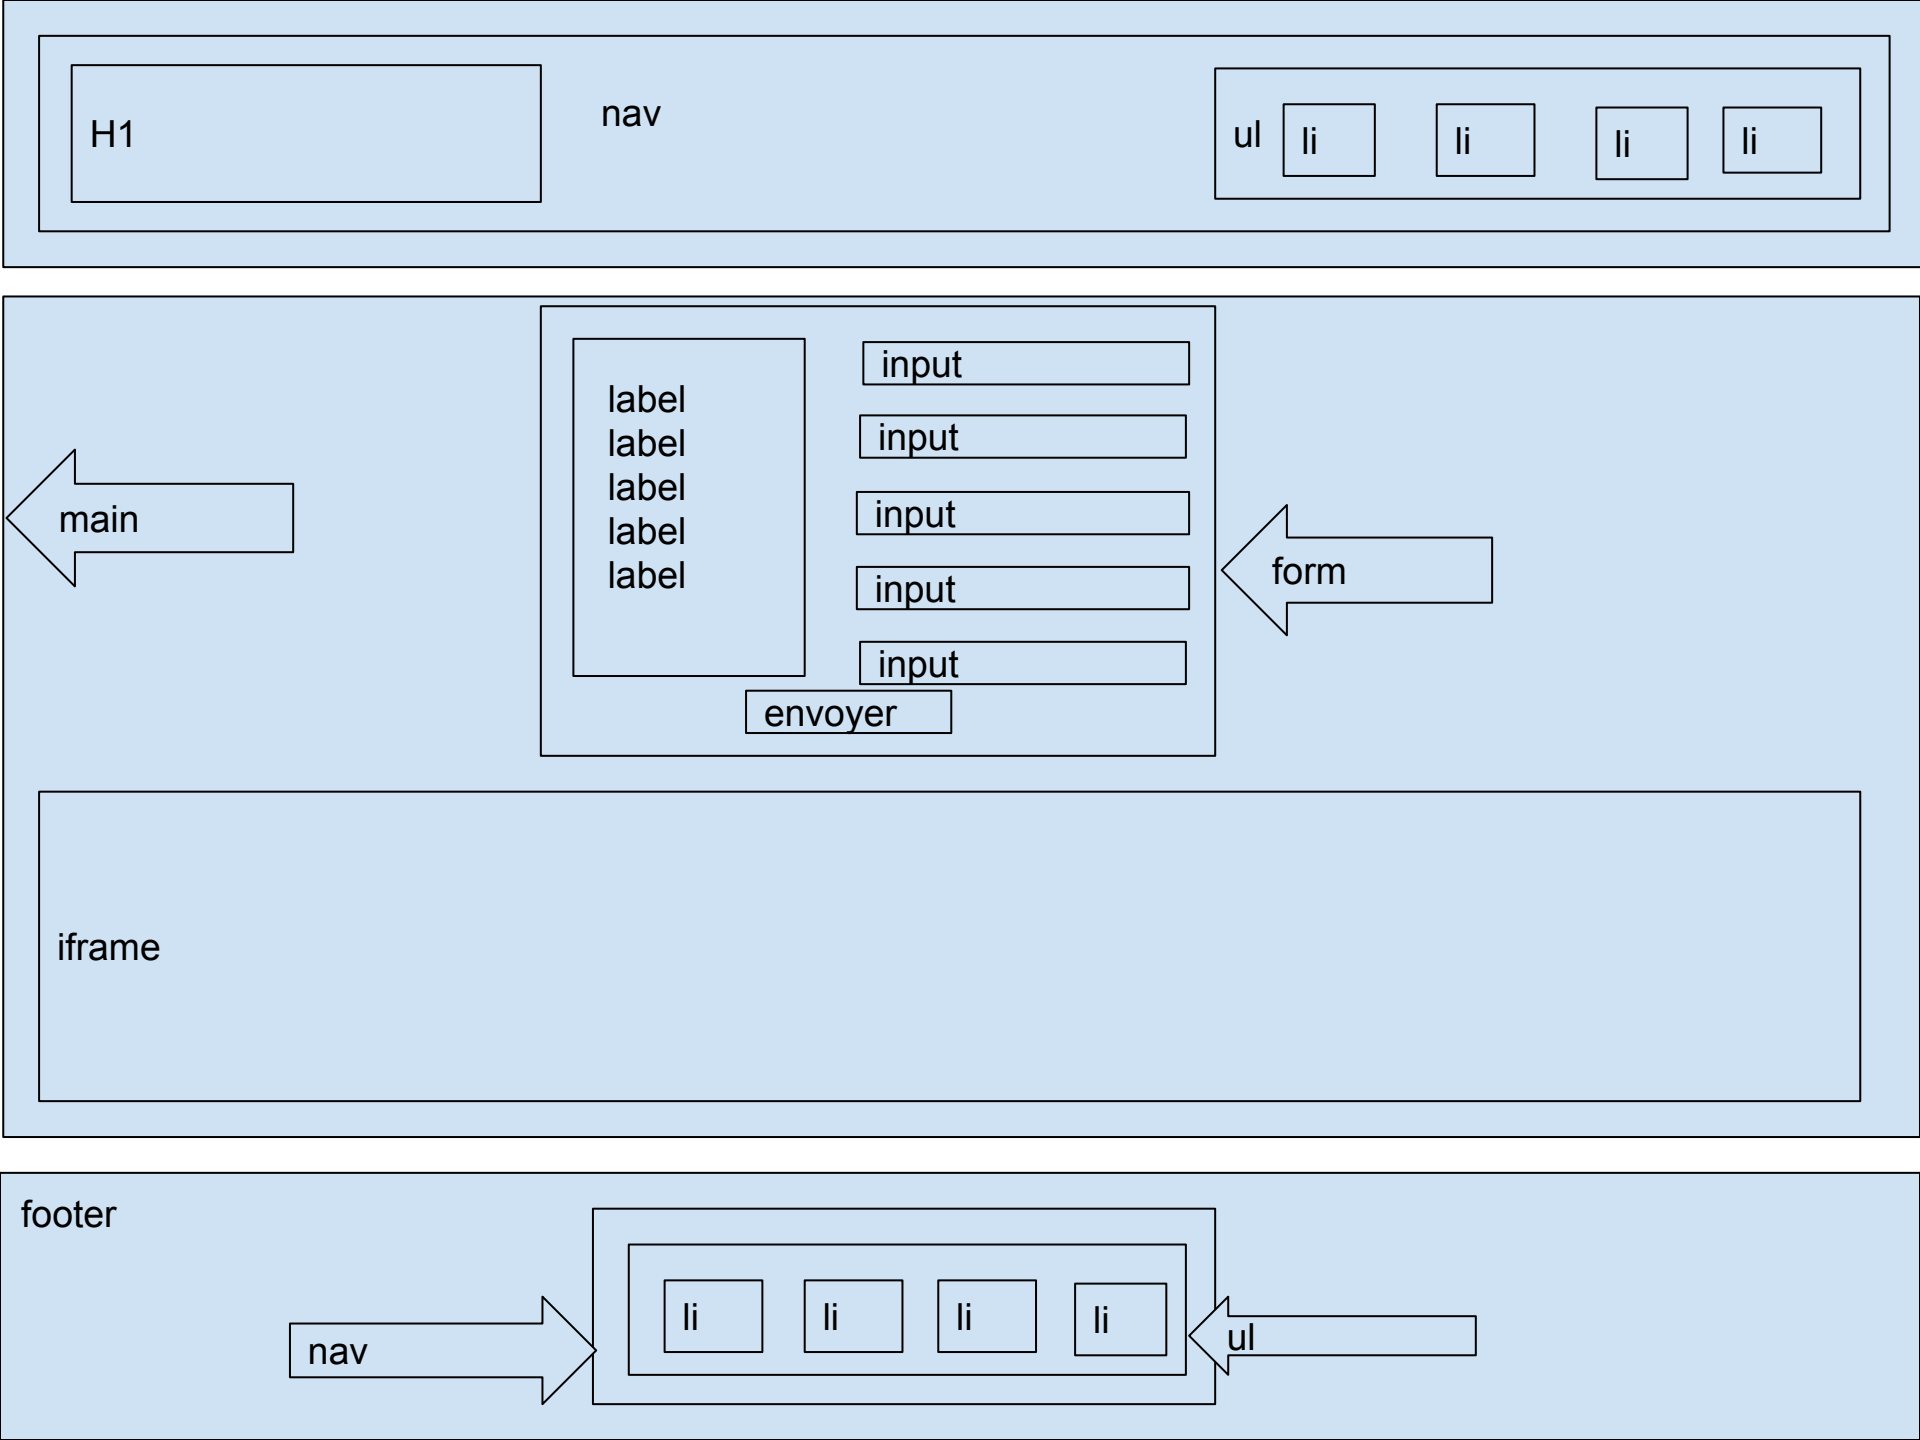 H1
nav
ul
li
li
li
li
label
label
label
label
label
input
input
input
input
input
envoyer
main
form
iframe
footer
nav
li
li
li
li
ul